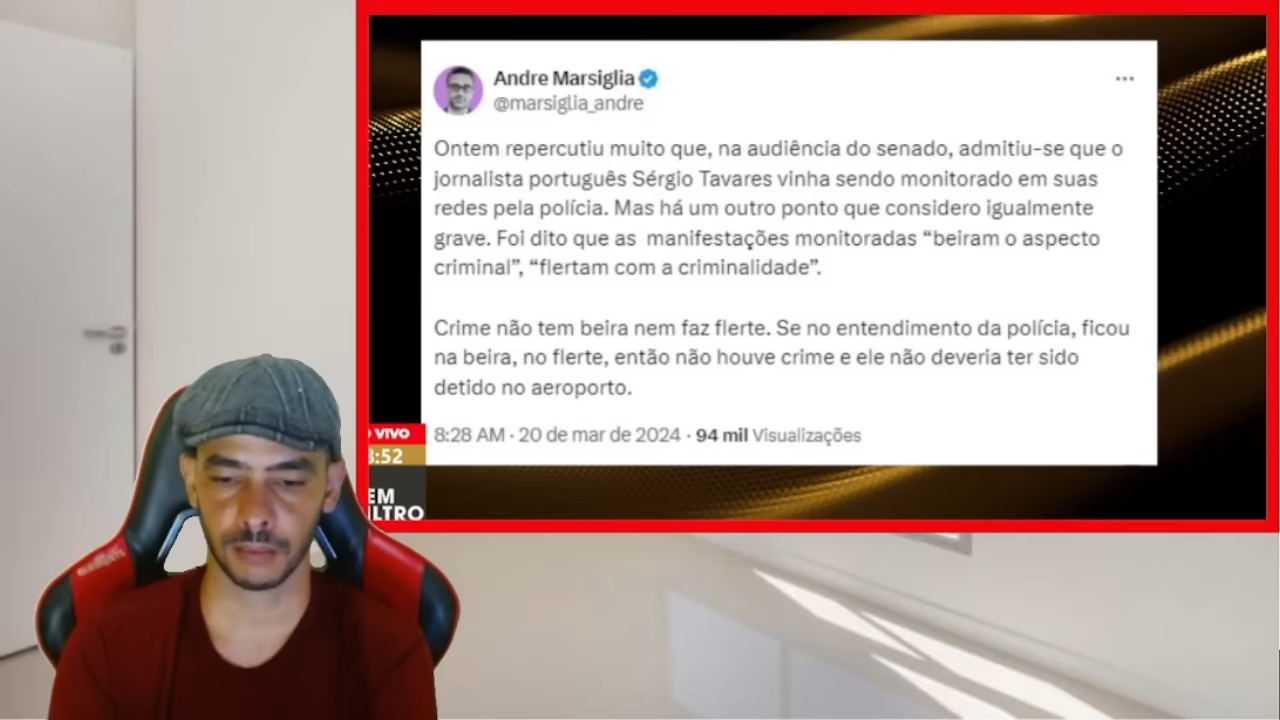 Andre Marsiglia
@marsiglia_andre
Ontem repercutiu muito que, na audiência do senado, admitiu-se que o
jornalista português Sérgio Tavares vinha sendo monitorado em suas
redes pela polícia. Mas há um outro ponto que considero igualmente
grave. Foi dito que as manifestações monitoradas “beiram o aspecto
criminal”, “flertam com a criminalidade”.
Crime não tem beira nem faz flerte. Se no entendimento da polícia, ficou
na beira, no flerte, então não houve crime e ele não deveria ter sido
detido no aeroporto.
8:28 AM · 20 de mar de 2024 · 94 mil Visualizações
O VIVO
3:52
EM
ILTRO